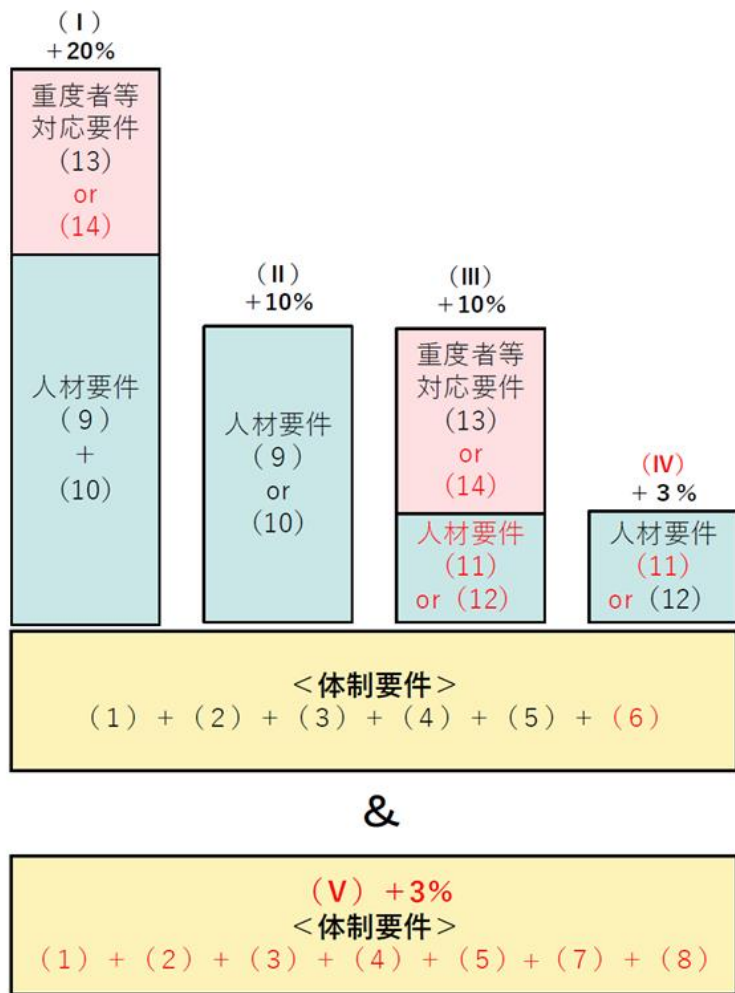 （Ⅰ）
+20%
重度者等
対応要件
（13）
or
（14）
人材要件
（9）
+
（10）
（Ⅱ）
+10%
人材要件
（9）
or
（10）
（Ⅲ）
+10%
重度者等
対応要件
（13）
or
（14）
人材要件
（11）
or（12）
（Ⅳ）
+３%
人材要件
（11）
or（12）
＜体制要件＞
（1）+（2）+（3）+（4）+（5）+（6）
&
（Ⅴ）+3%
＜体制要件＞
（1）+（2）+（3）+（4）+（5）+（7）+（8）